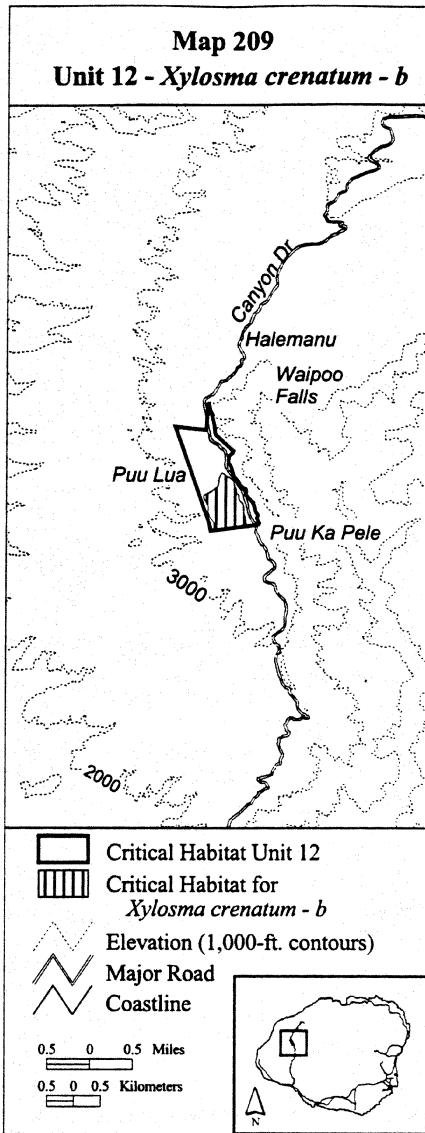 Map 209
Unit 12 - Xylosma crenatum - b
Canyon Dr
Halemanu
Waipoo
Falls
Puu Lua
Puu Ka Pele
3000
2000
Critical Habitat Unit 12
Critical Habitat for
Xylosma crenatum - b
Elevation (1,000-ft. contours)
Major Road
Coastline
0.5 0 0.5 Miles
0.5 0 0.5 Kilometers
N